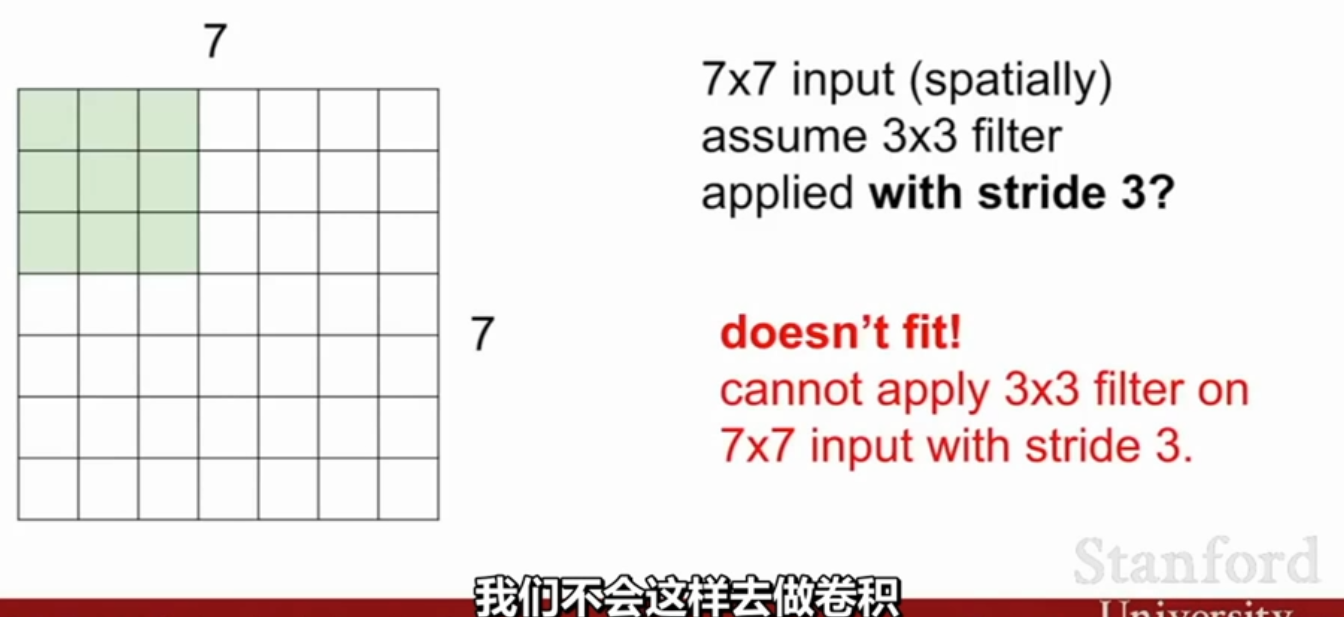 7
7x7 input (spatially)
assume 3x3 filter
applied with stride 3?
7
doesn't fit!
cannot apply 3x3 filter on
7x7 input with stride 3.
Stanford
University
我们不会这样去做卷积